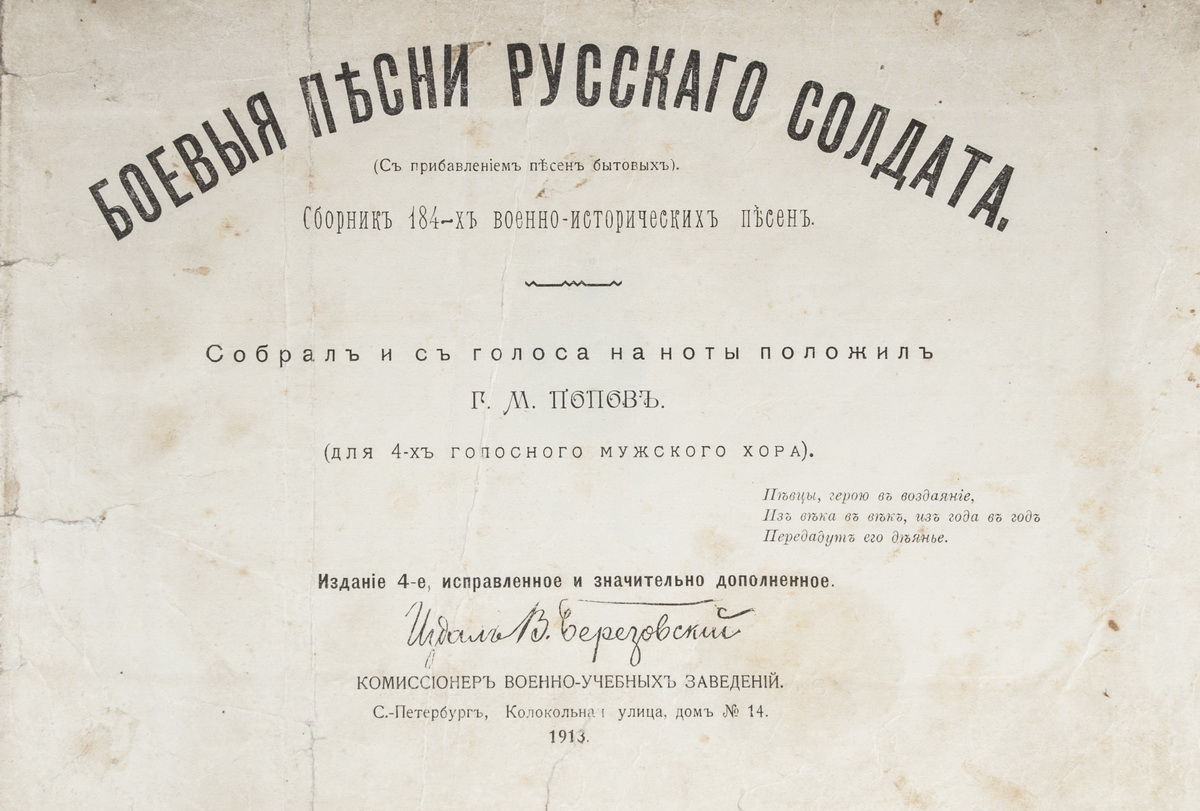 БОЕВЫЯ ПѢСНИ РУССКАГО СОЛДАТА.
(Съ прибавленіемъ пѣсенъ бытовыхъ).
Сборникъ 184-хъ военно-историческихъ пѣсенъ.
Собралъ и съ голоса на ноты положилъ
Г. М. ПОПОВЪ.
(для 4-хъ голосного мужского хора).
Пѣвцы, герою въ воздаяніе,
Изъ вѣка въ вѣкъ, изъ года въ годъ
Передадутъ его дѣянье.
Изданіе 4-е, исправленное и значительно дополненное.
Издалъ В. Березовскій
КОМИССІОНЕРЪ ВОЕННО-УЧЕБНЫХЪ ЗАВЕДЕНІЙ.
С.-Петербургъ, Колокольная улица, домъ № 14.
1913.